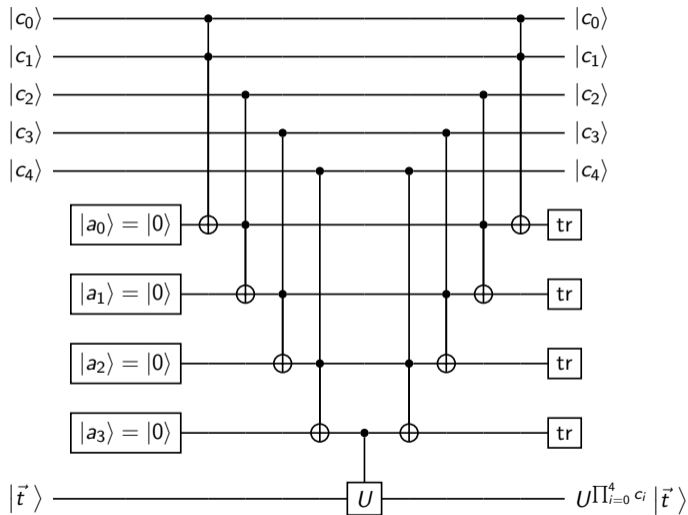 |c₀⟩ |c₀⟩
|c₁⟩ |c₁⟩
|c₂⟩ |c₂⟩
|c₃⟩ |c₃⟩
|c₄⟩ |c₄⟩
|a₀⟩ = |0⟩ tr
|a₁⟩ = |0⟩ tr
|a₂⟩ = |0⟩ tr
|a₃⟩ = |0⟩ tr
|t⃗ ⟩ U U^{∏_{i=0}^{4} c_i} |t⃗ ⟩